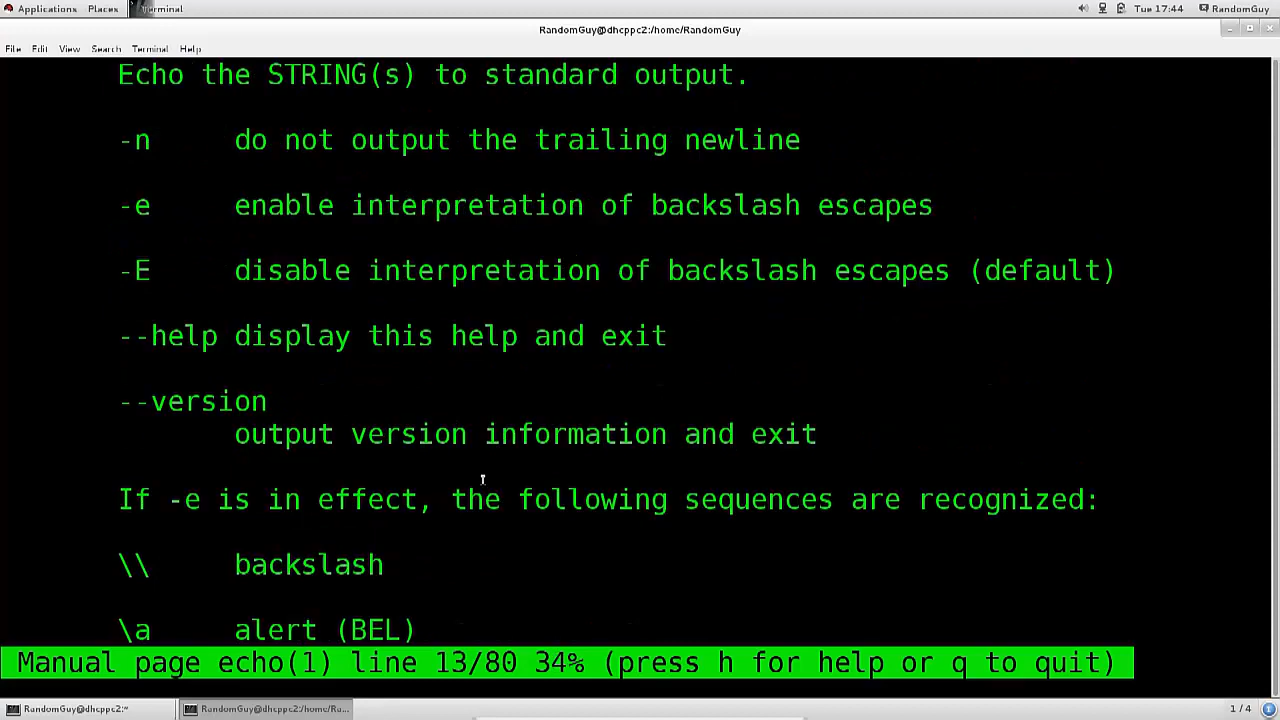 Applications Places Terminal Tue 17:44 RandomGuy
RandomGuy@dhcppc2:/home/RandomGuy
File Edit View Search Terminal Help
Echo the STRING(s) to standard output.
-n do not output the trailing newline
-e enable interpretation of backslash escapes
-E disable interpretation of backslash escapes (default)
--help display this help and exit
--version
output version information and exit
If -e is in effect, the following sequences are recognized:
\\ backslash
\a alert (BEL)
Manual page echo(1) line 13/80 34% (press h for help or q to quit)
RandomGuy@dhcppc2:~ RandomGuy@dhcppc2:/home/Ra... 1 / 4